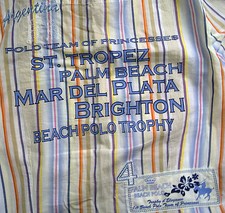 Argentina
POLO TEAM OF PRINCESSES
ST. TROPEZ
PALM BEACH
MAR DEL PLATA
BRIGHTON
BEACH POLO TROPHY
4